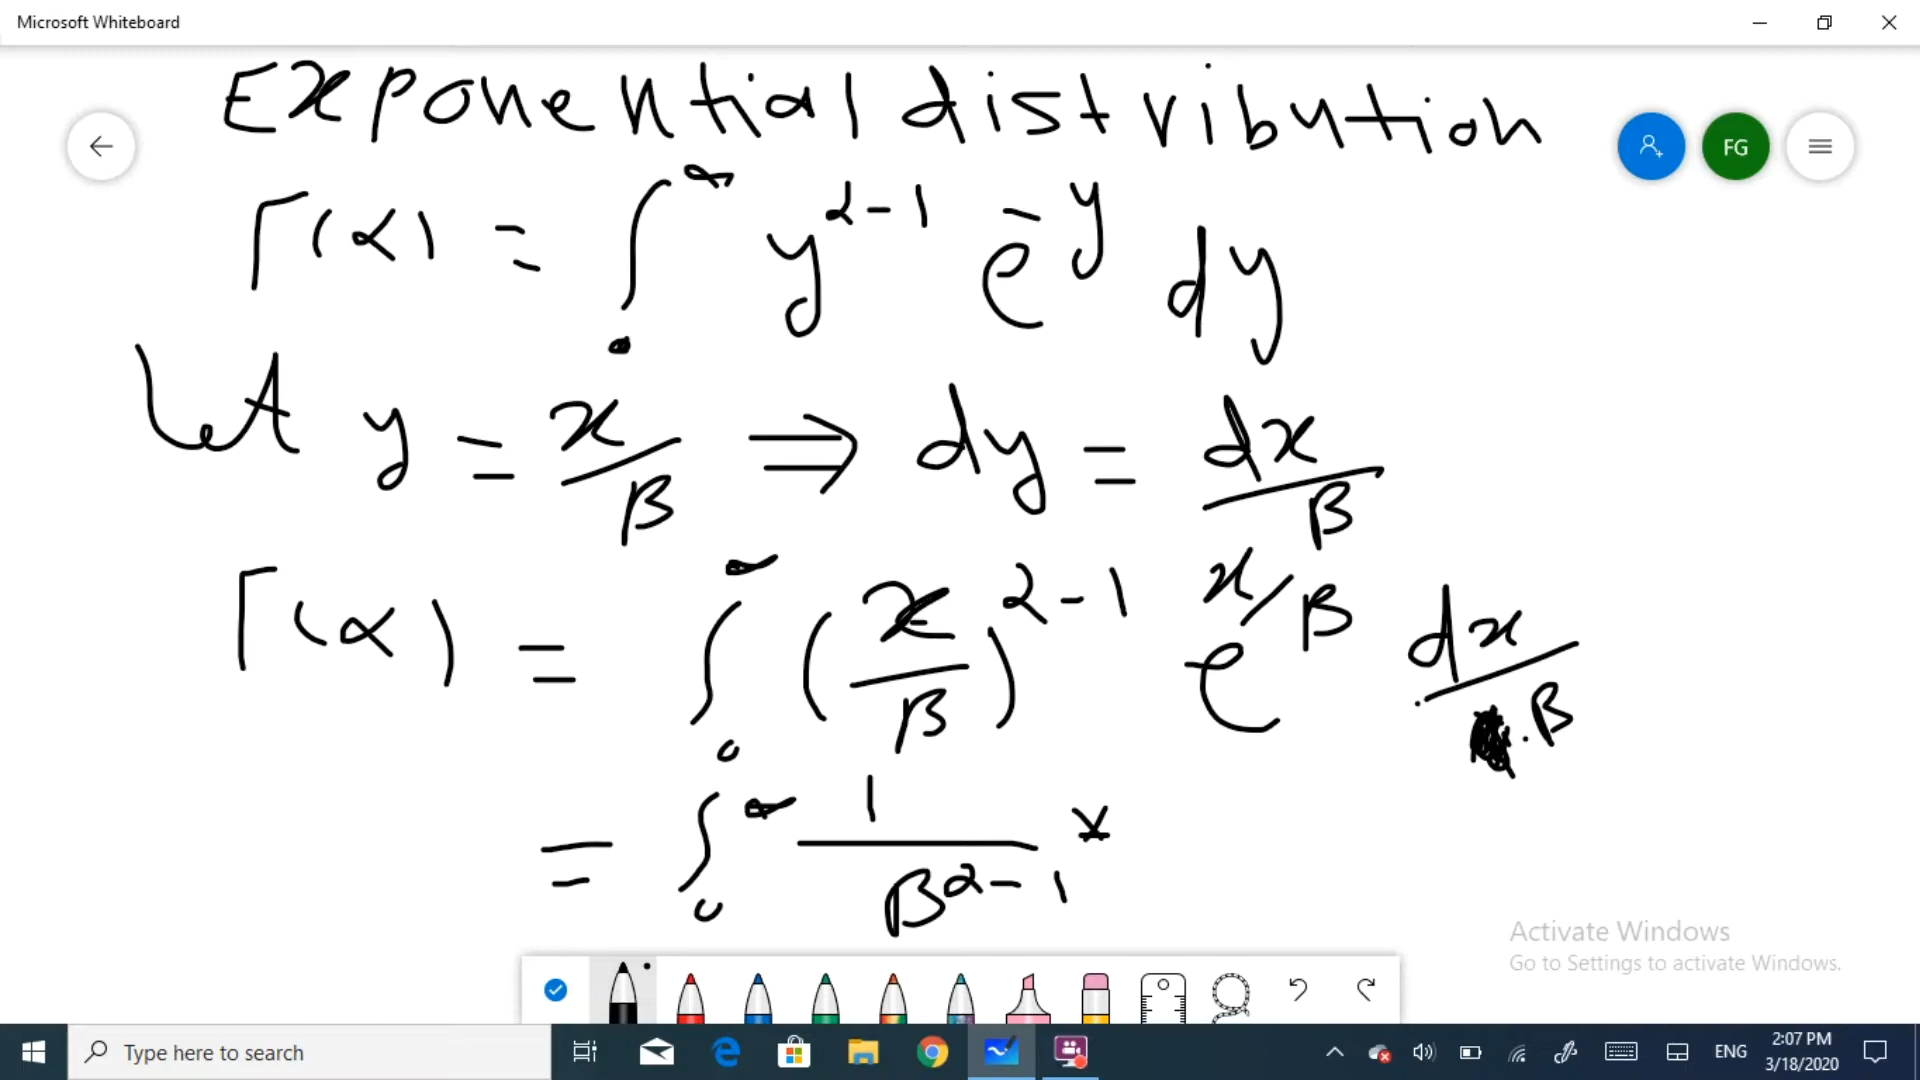 Microsoft Whiteboard
Exponential distribution
FG
Γ(α) = ∫₀^∞ y^{α-1} e^{-y} dy
Let y = x/β ⇒ dy = dx/β
Γ(α) = ∫₀^∞ (x/β)^{α-1} e^{x/β} dx/β
= ∫₀^∞ 1/β^{α-1} *
Activate Windows
Go to Settings to activate Windows.
Type here to search
ENG
2:07 PM
3/18/2020